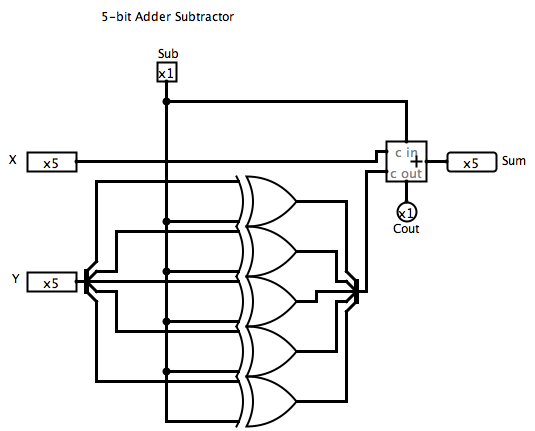 5-bit Adder Subtractor
Sub
x1
X
x5
c in
+
c out
x5
Sum
x1
Cout
Y
x5